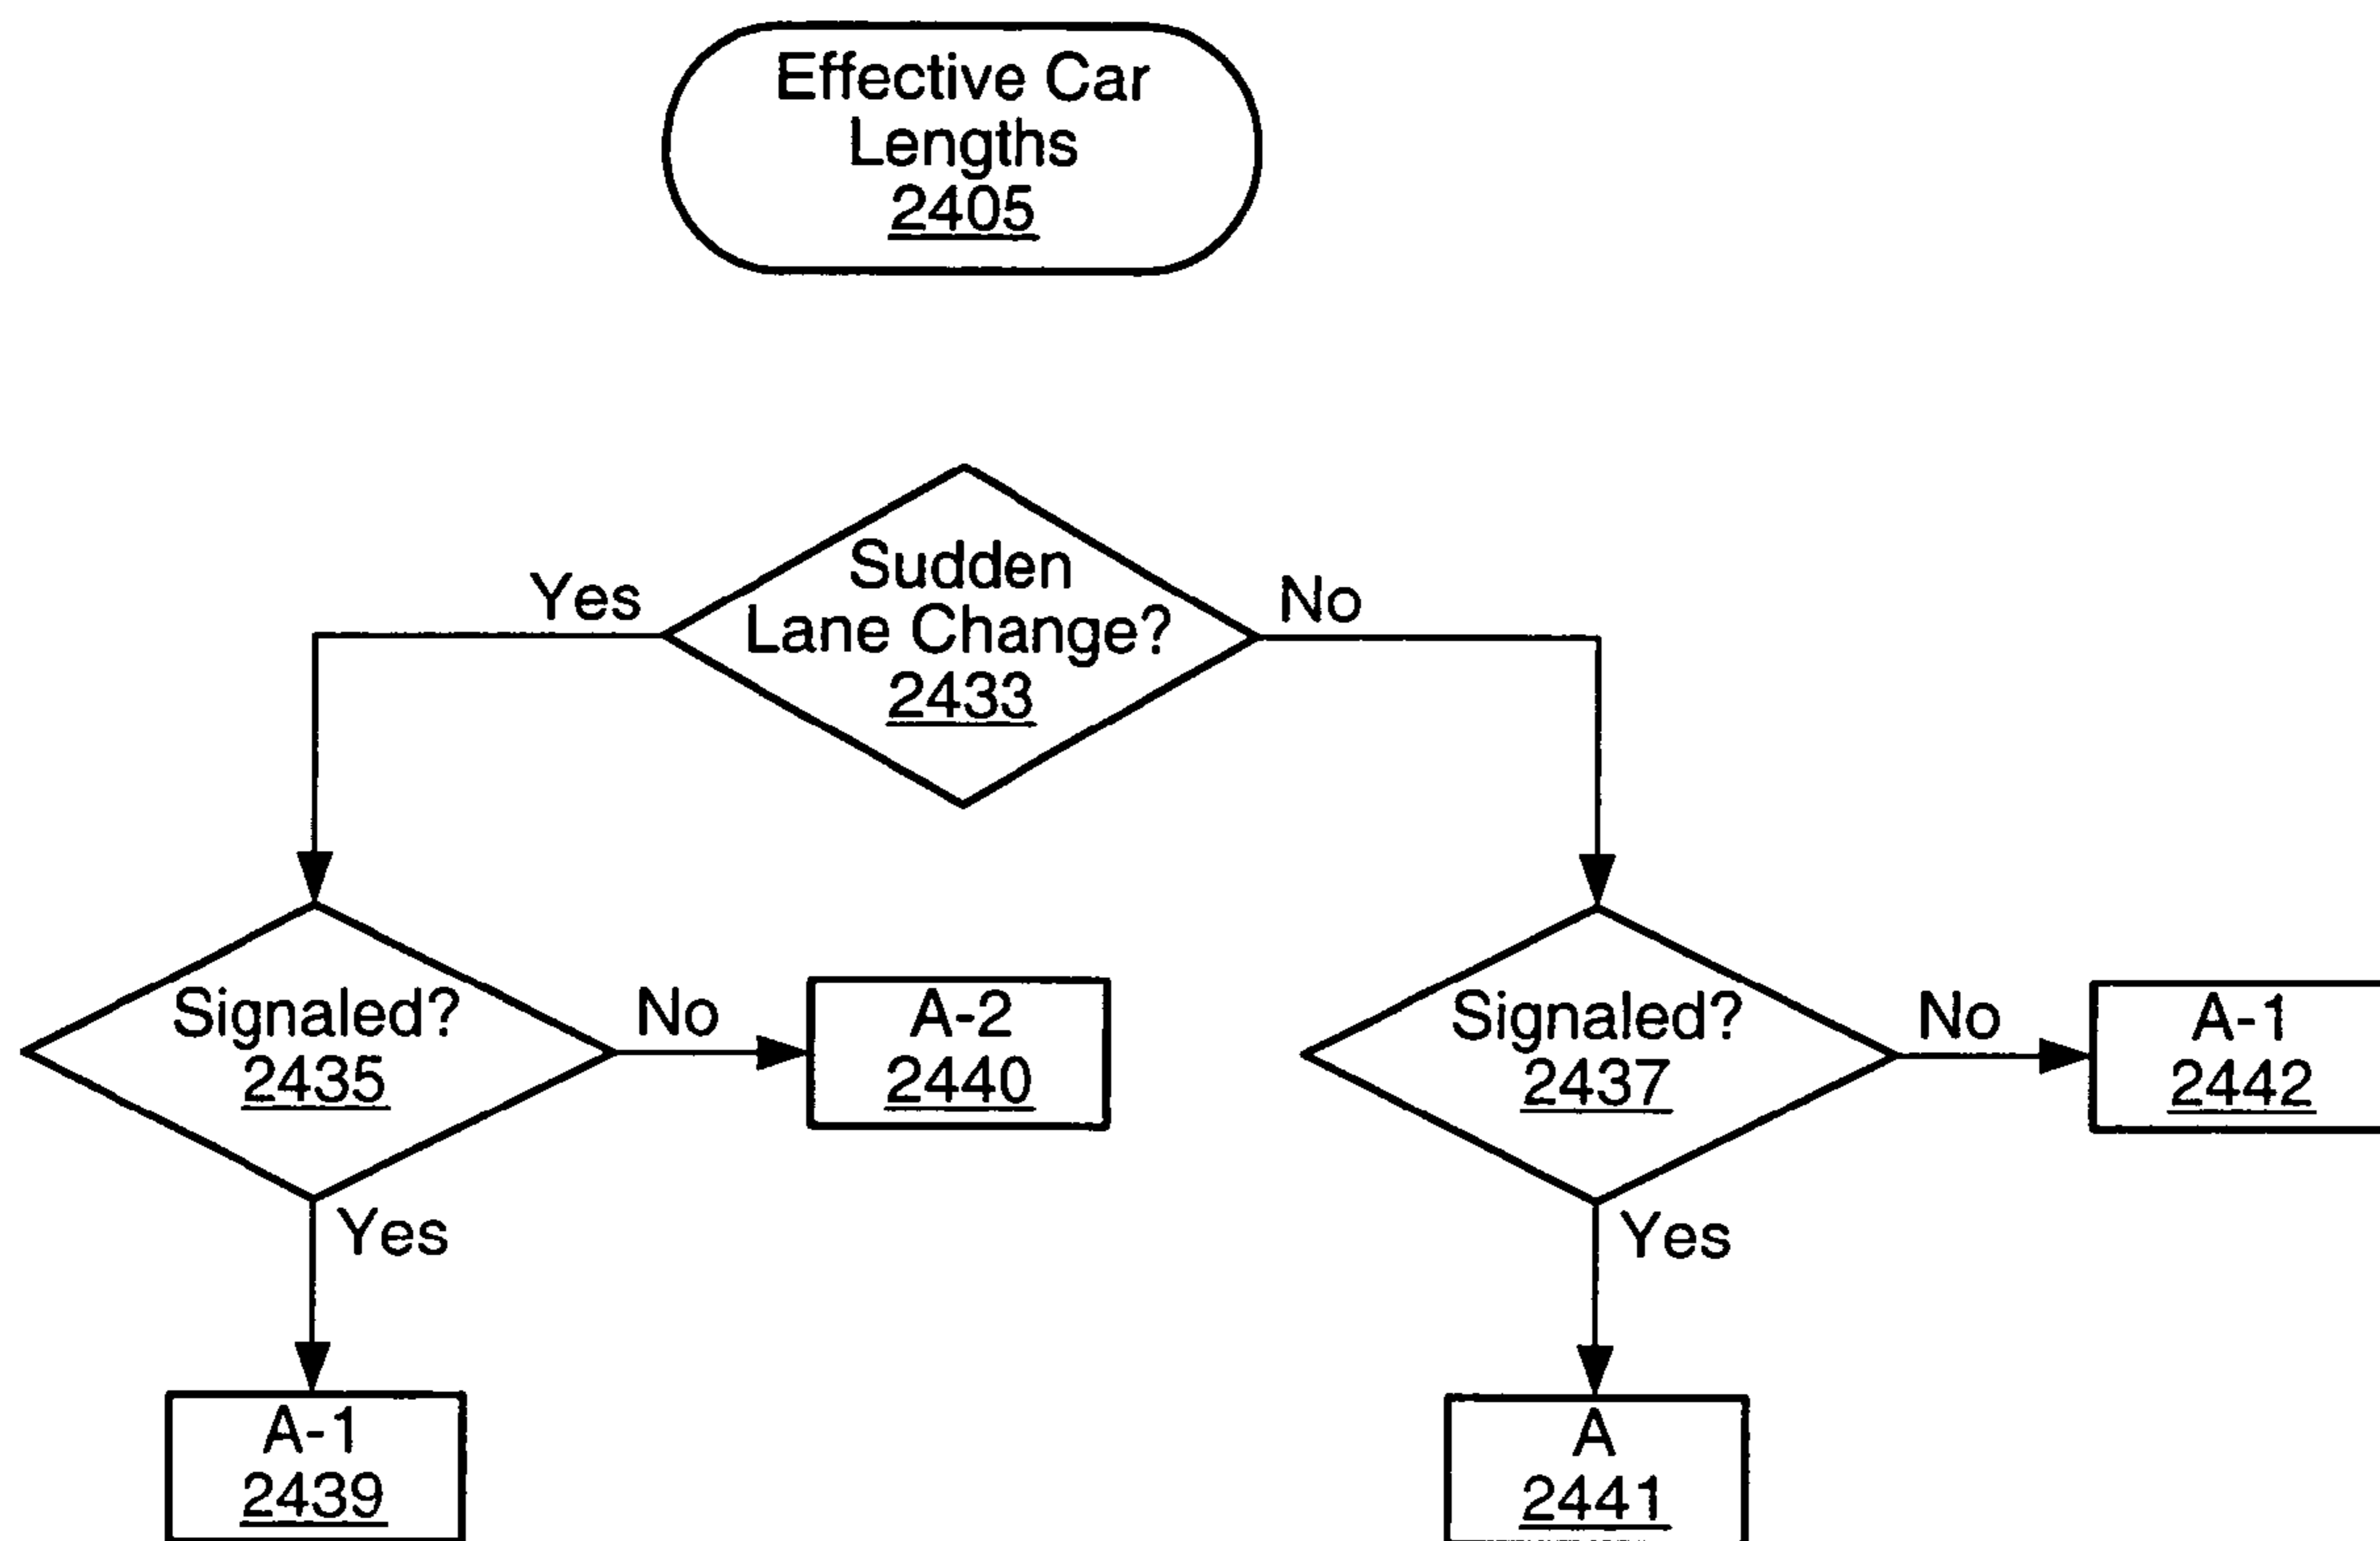 Effective Car
Lengths
2405
Sudden
Lane Change?
2433
Yes
No
Signaled?
2435
No
A-2
2440
Signaled?
2437
No
A-1
2442
Yes
Yes
A-1
2439
A
2441